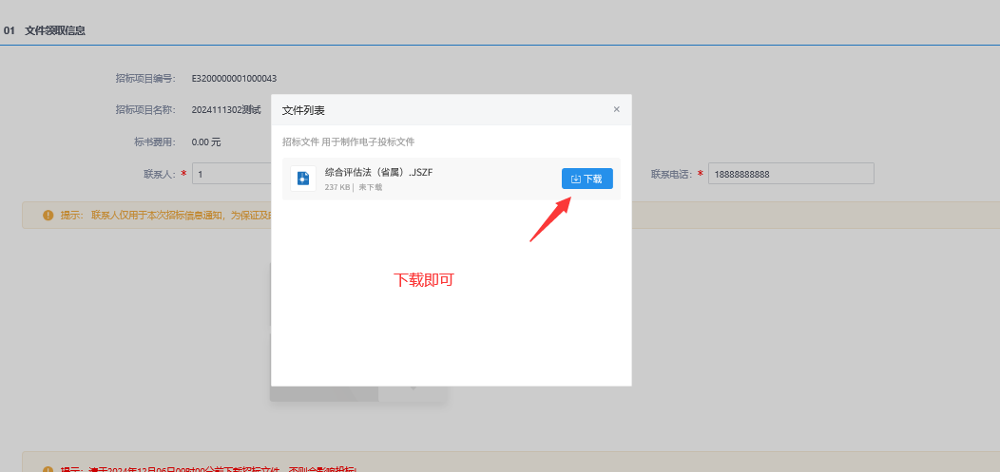 01 文件领取信息
招标项目编号： E3200000001000043
招标项目名称： 2024111302测试
标书费用： 0.00 元
联系人： * 1
联系电话： * 18888888888
提示： 联系人仅用于本次招标信息通知，为保证及
文件列表 ×
招标文件 用于制作电子投标文件
综合评估法（省属）.JSZF
237 KB | 未下载
下载
下载即可
提示：请于2024年12月06日09时00分前下载招标文件，否则会影响投标！